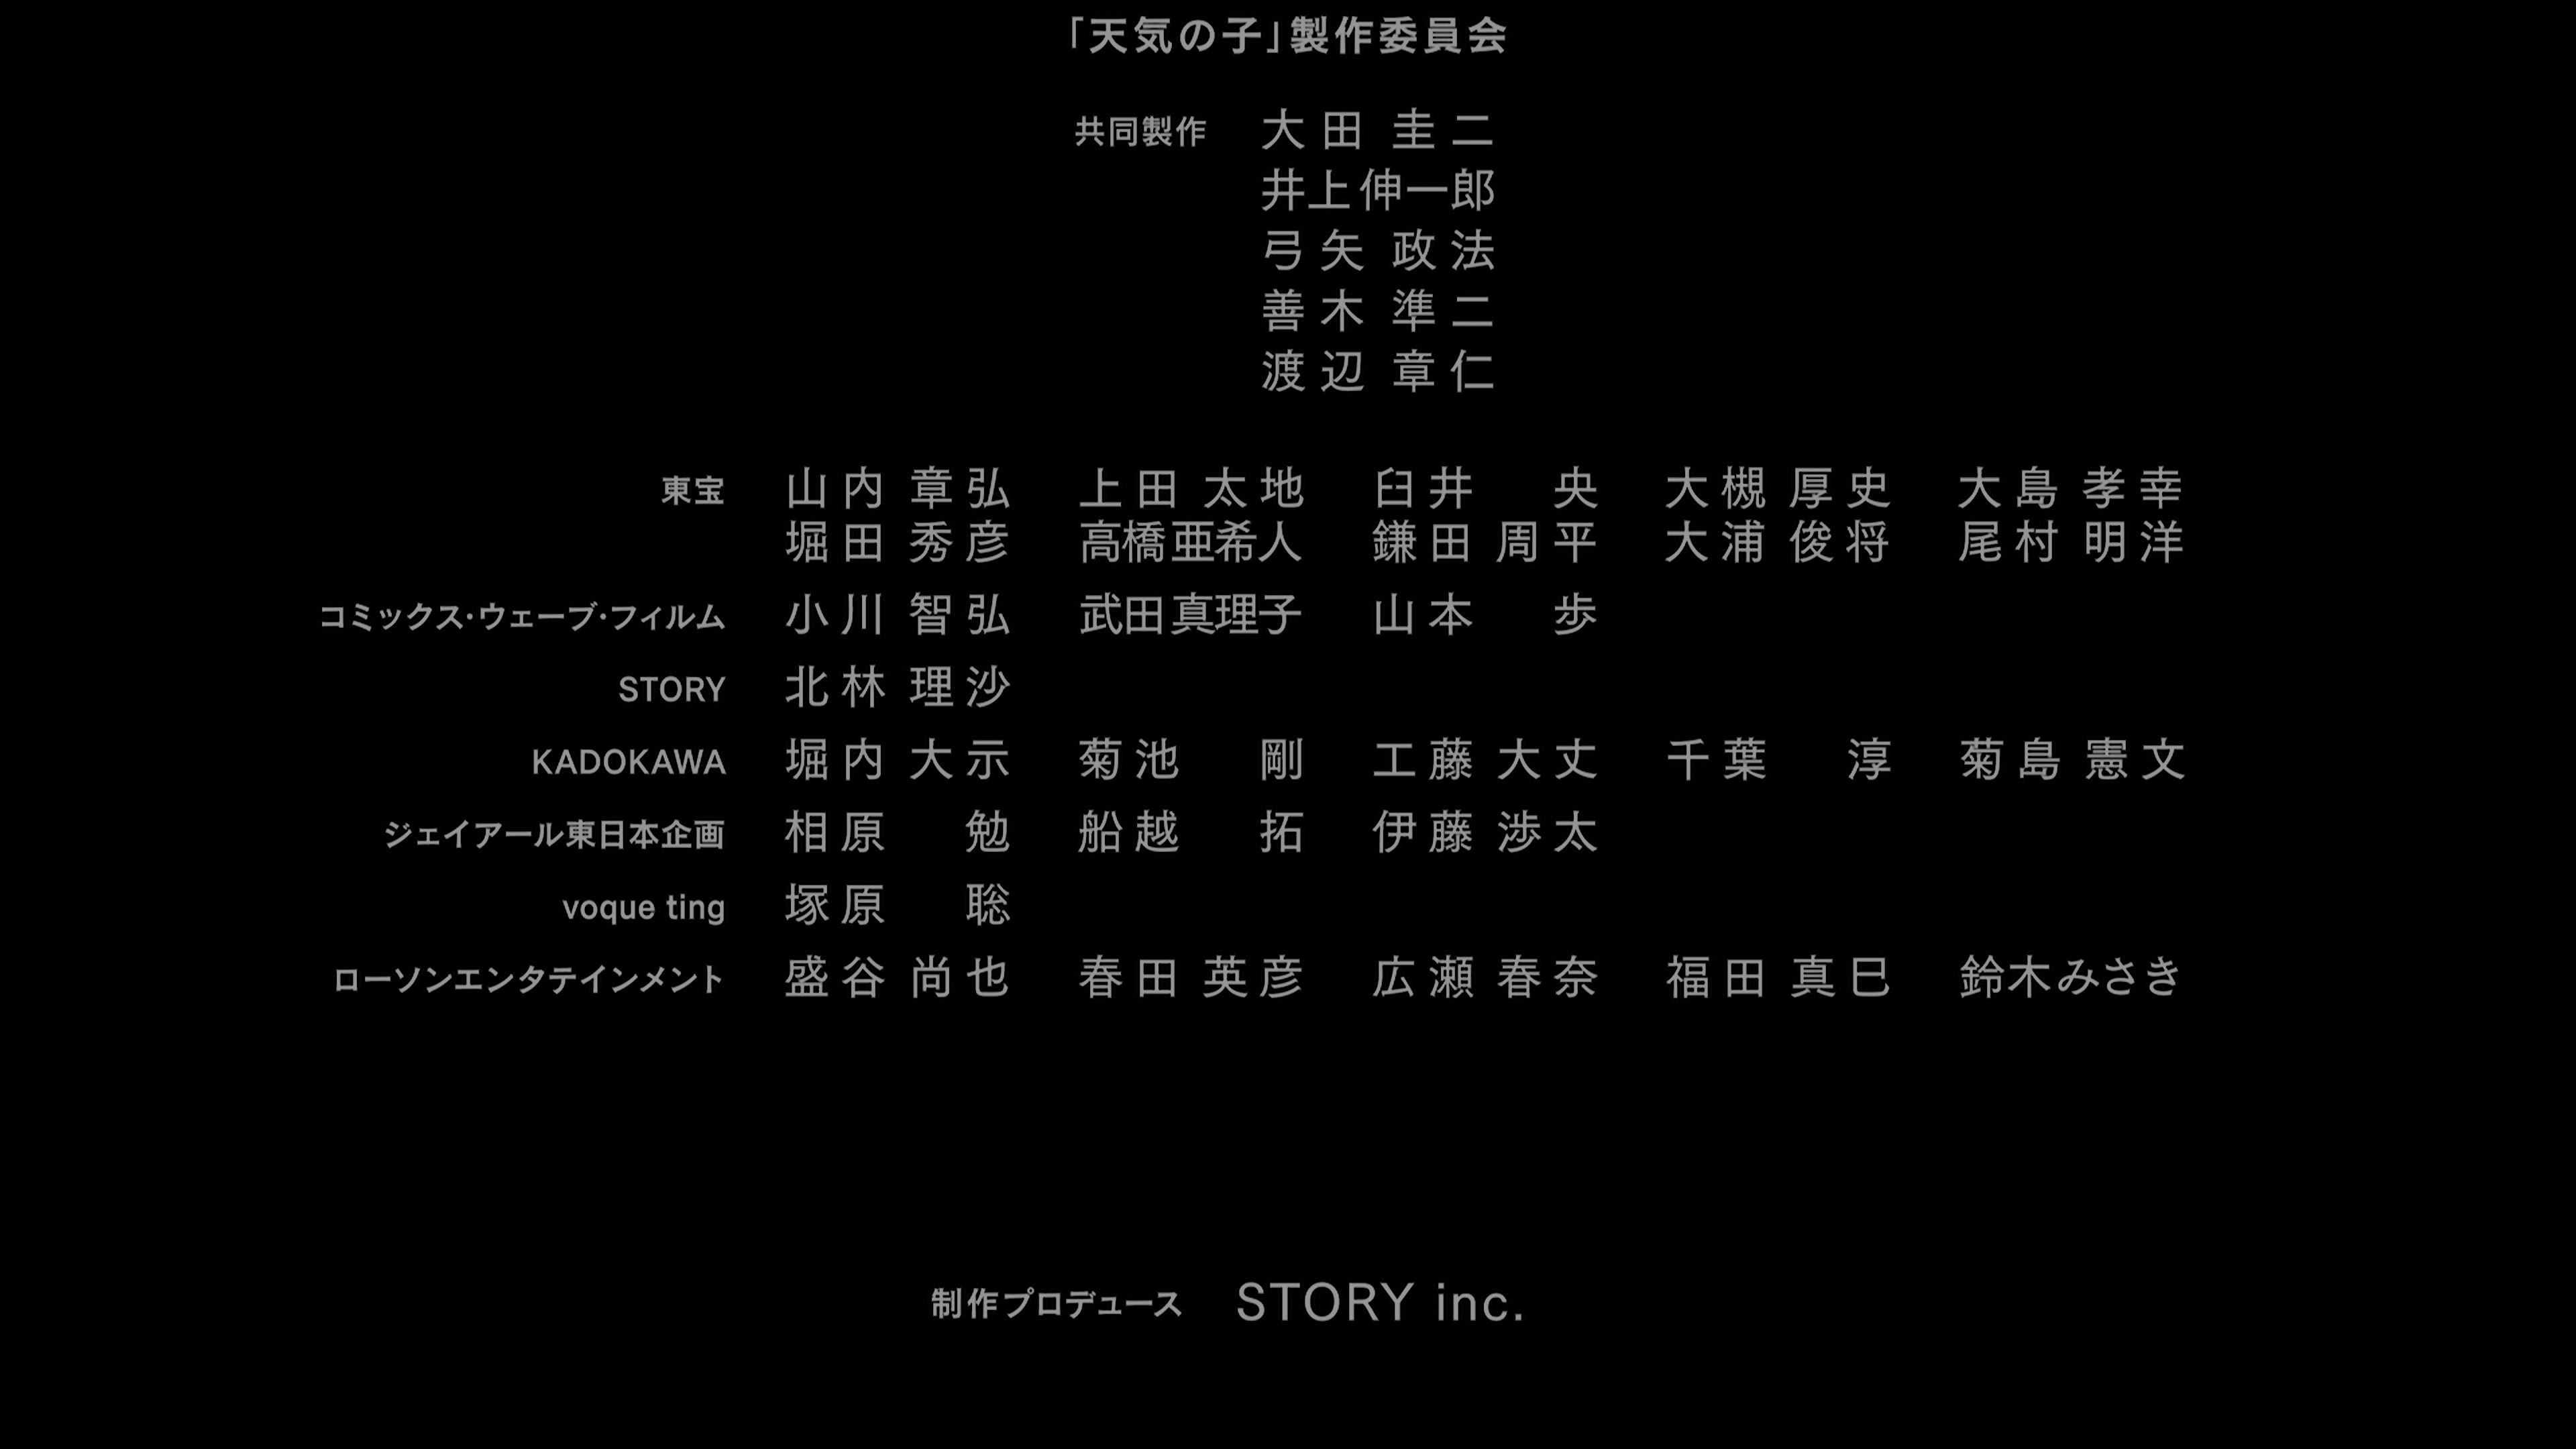 「天気の子」製作委員会
共同製作 大田 圭二
井上伸一郎
弓矢 政法
善木 準二
渡辺 章仁
東宝 山内 章弘 上田 太地 臼井 央 大槻 厚史 大島 孝幸
堀田 秀彦 高橋亜希人 鎌田 周平 大浦 俊将 尾村 明洋
コミックス・ウェーブ・フィルム 小川 智弘 武田真理子 山本 歩
STORY 北林 理沙
KADOKAWA 堀内 大示 菊池 剛 工藤 大丈 千葉 淳 菊島 憲文
ジェイアール東日本企画 相原 勉 船越 拓 伊藤 渉太
voque ting 塚原 聡
ローソンエンタテインメント 盛谷 尚也 春田 英彦 広瀬 春奈 福田 真巳 鈴木みさき
制作プロデュース STORY inc.